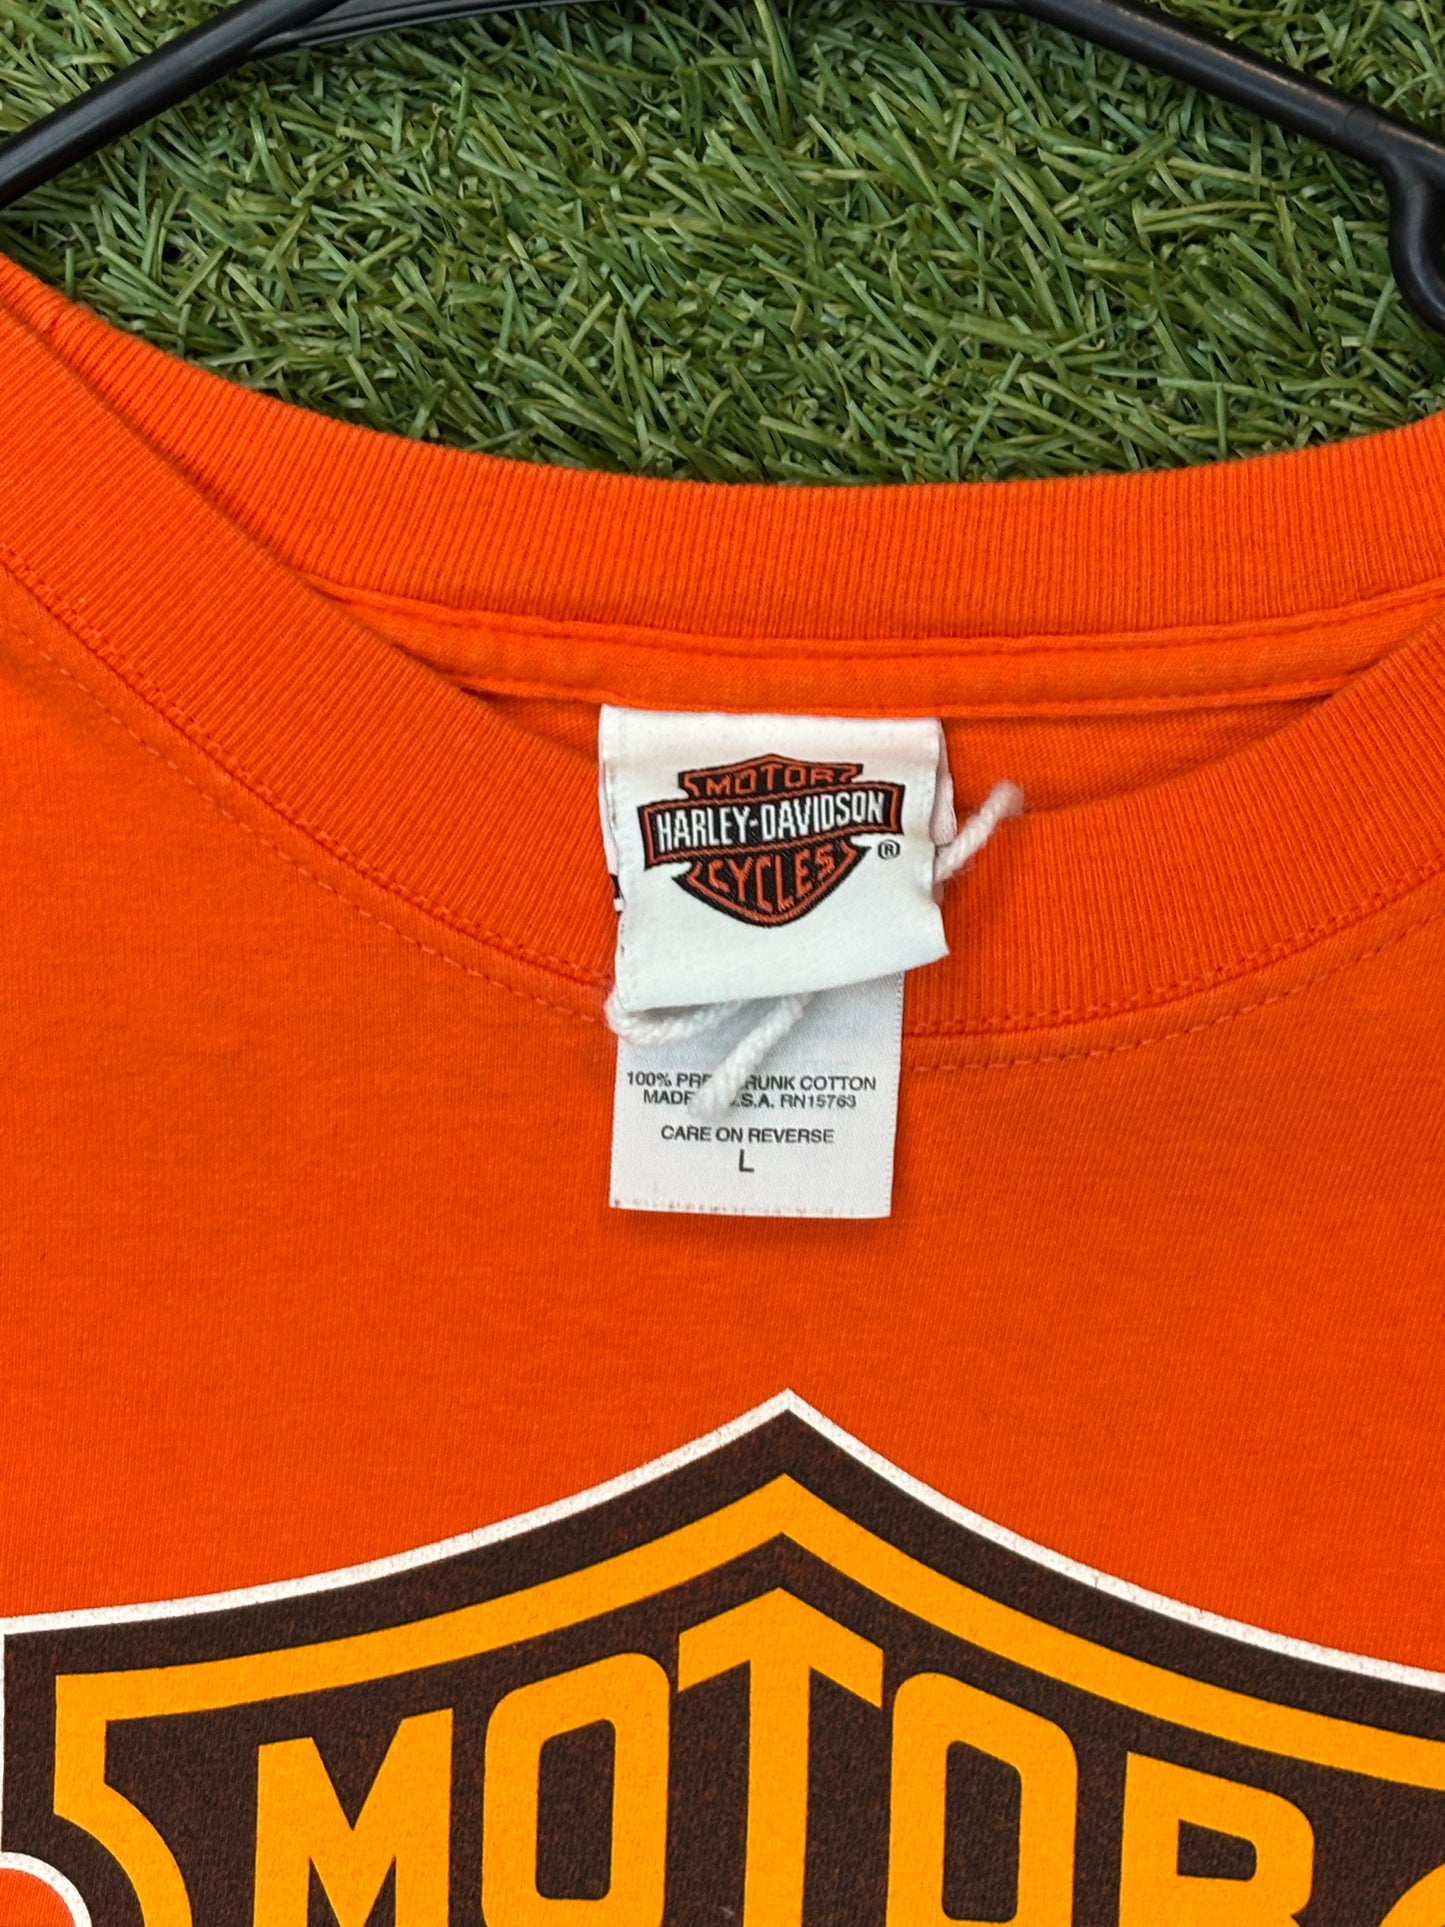 MOTOR
HARLEY-DAVIDSON
CYCLES ®
100% PRE RUNK COTTON
MADE .S.A. RN15763
CARE ON REVERSE
L
MOTOR